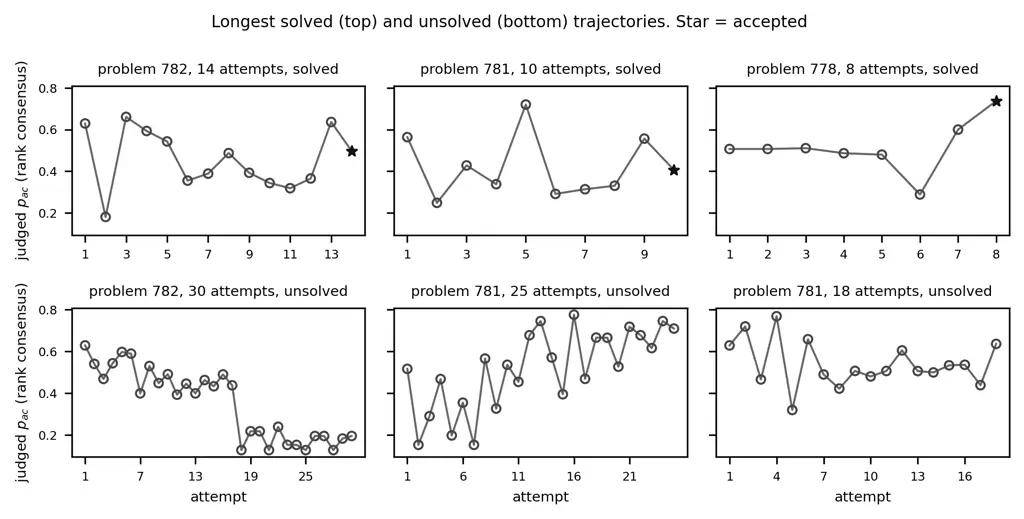 Longest solved (top) and unsolved (bottom) trajectories. Star = accepted
problem 782, 14 attempts, solved
problem 781, 10 attempts, solved
problem 778, 8 attempts, solved
judged p_ac (rank consensus)
0.8
0.6
0.4
0.2
1 3 5 7 9 11 13
1 3 5 7 9
1 2 3 4 5 6 7 8
problem 782, 30 attempts, unsolved
problem 781, 25 attempts, unsolved
problem 781, 18 attempts, unsolved
judged p_ac (rank consensus)
0.8
0.6
0.4
0.2
1 7 13 19 25
1 6 11 16 21
1 4 7 10 13 16
attempt
attempt
attempt